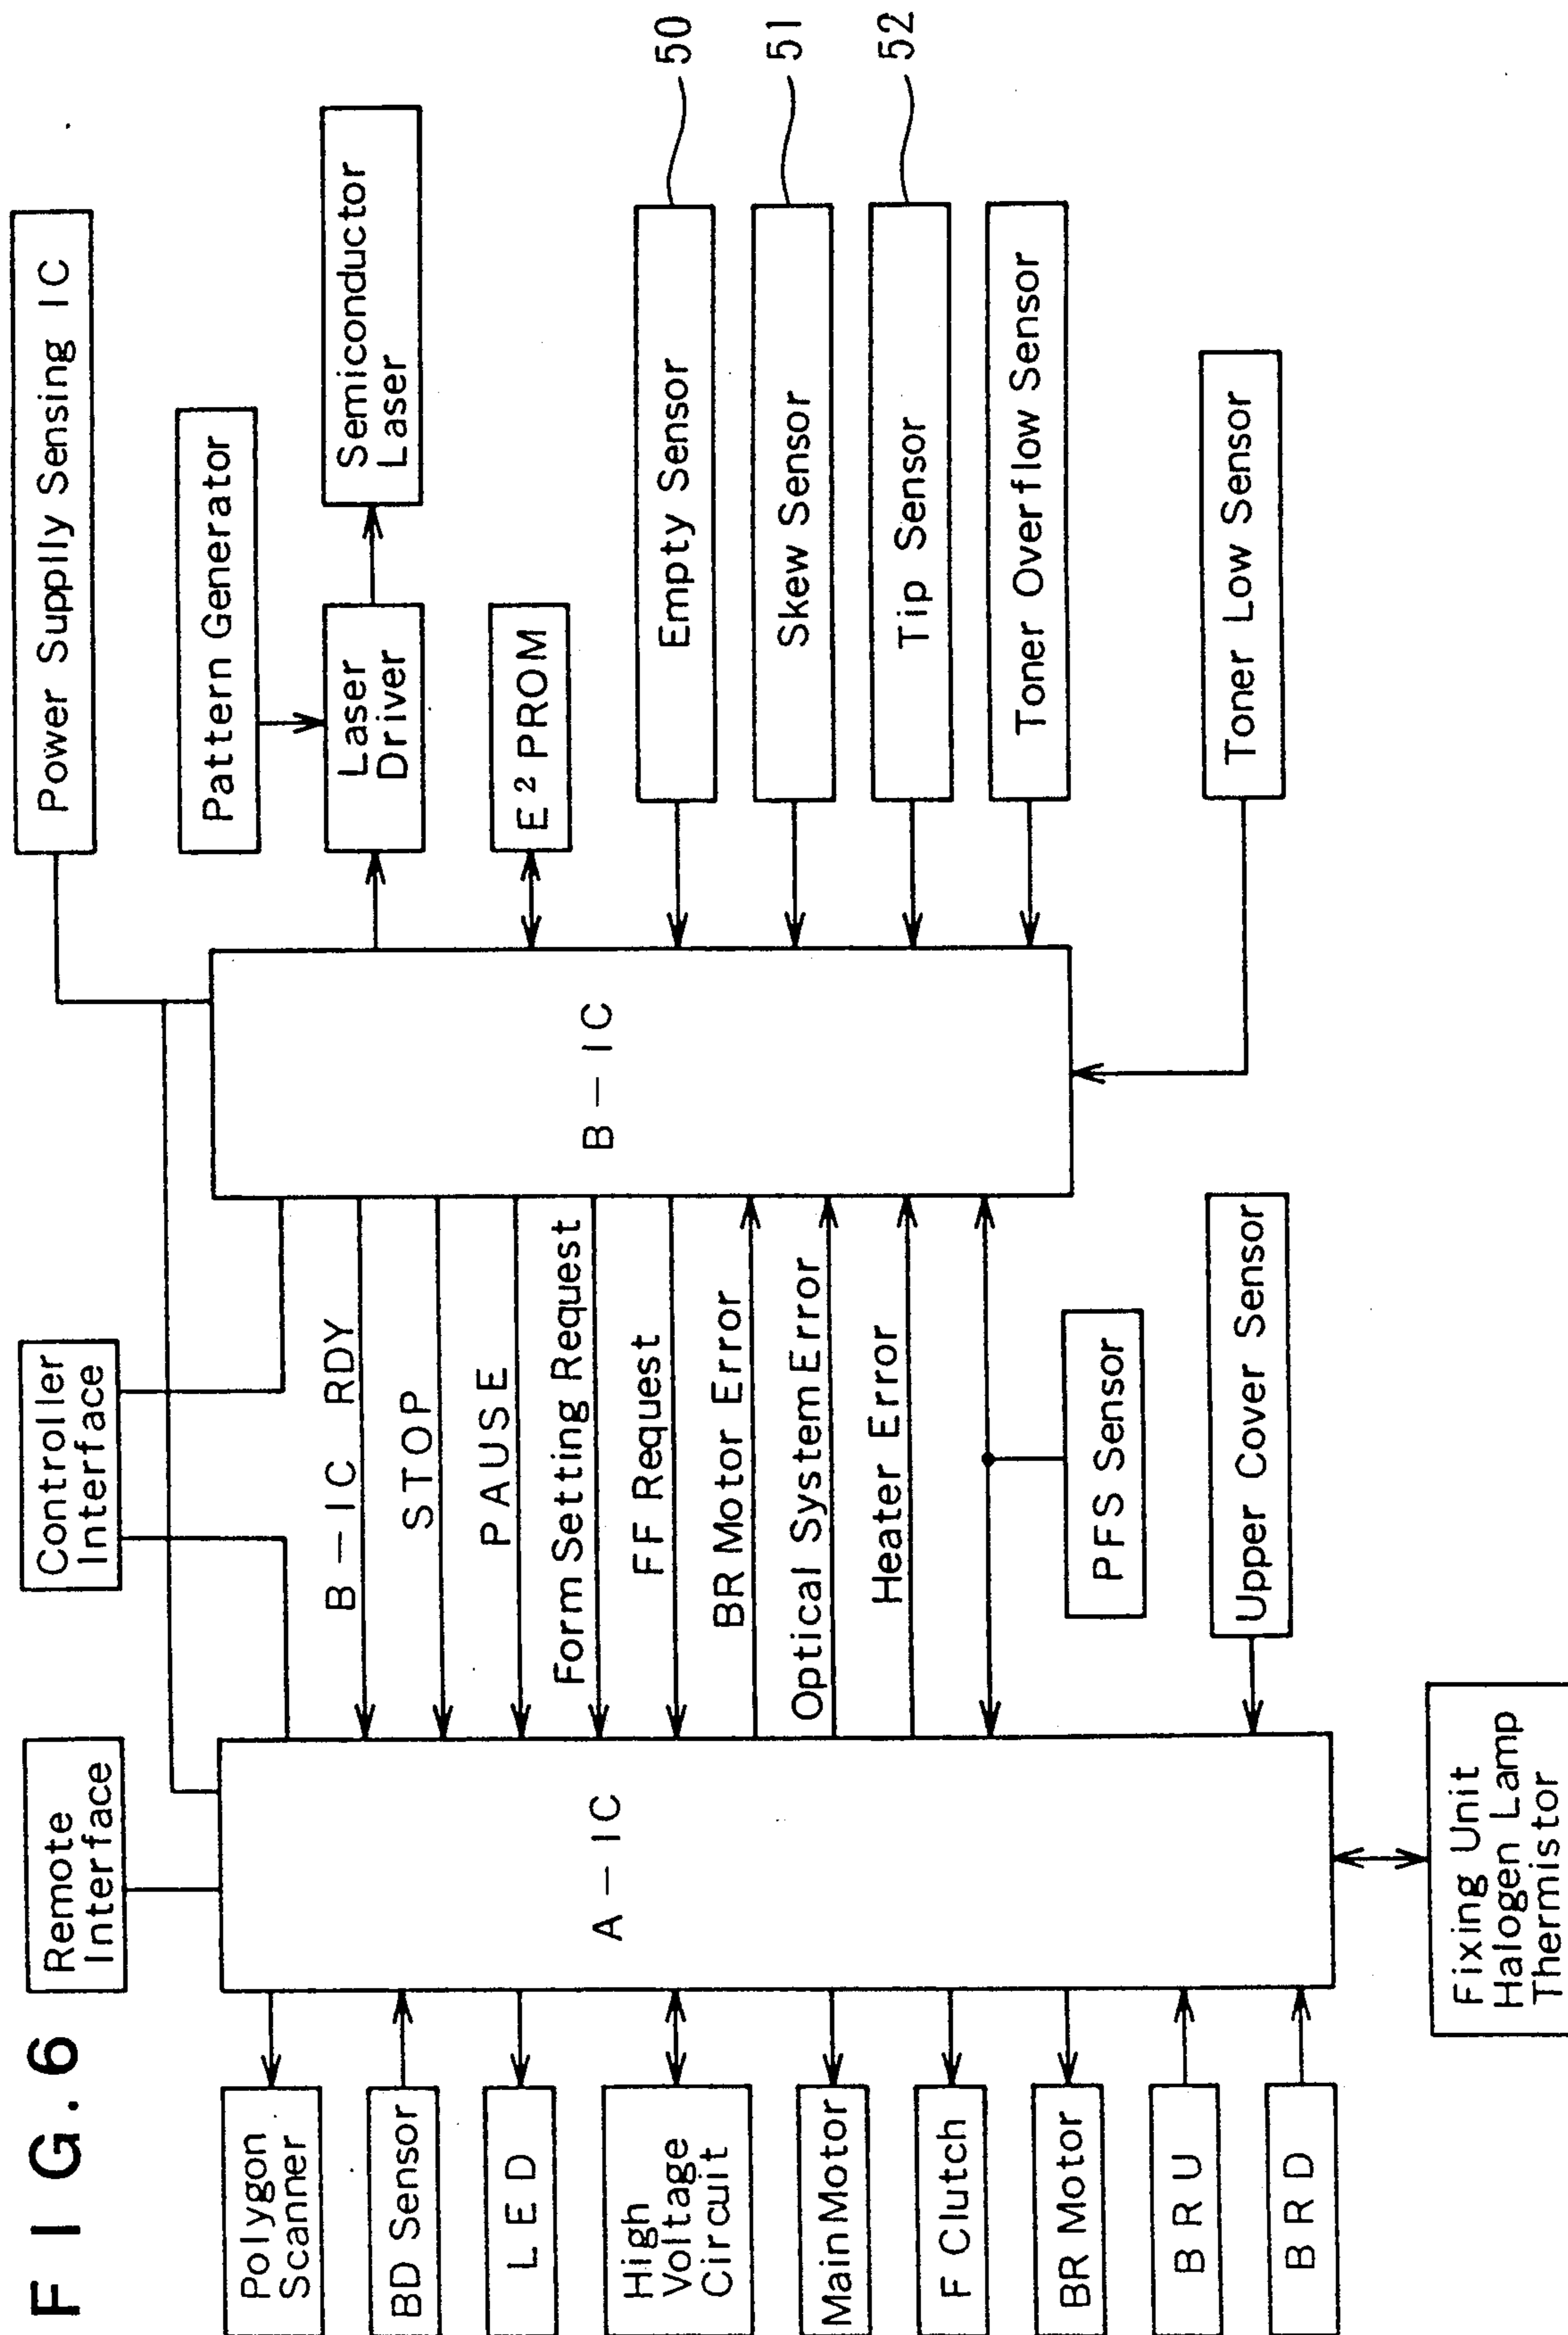 FIG.6
Remote
Interface
Controller
Interface
Power Supplly Sensing IC
Pattern Generator
Laser
Driver
Semiconductor
Laser
E² PROM
Empty Sensor
50
Skew Sensor
51
Tip Sensor
52
Toner Overflow Sensor
Toner Low Sensor
B-IC
B-IC RDY
STOP
PAUSE
Form Setting Request
FF Request
BR Motor Error
Optical System Error
Heater Error
PFS Sensor
Upper Cover Sensor
A-IC
Polygon
Scanner
BD Sensor
LED
High
Voltage
Circuit
Main Motor
F Clutch
BR Motor
BRU
BRD
Fixing Unit
Halogen Lamp
Thermistor